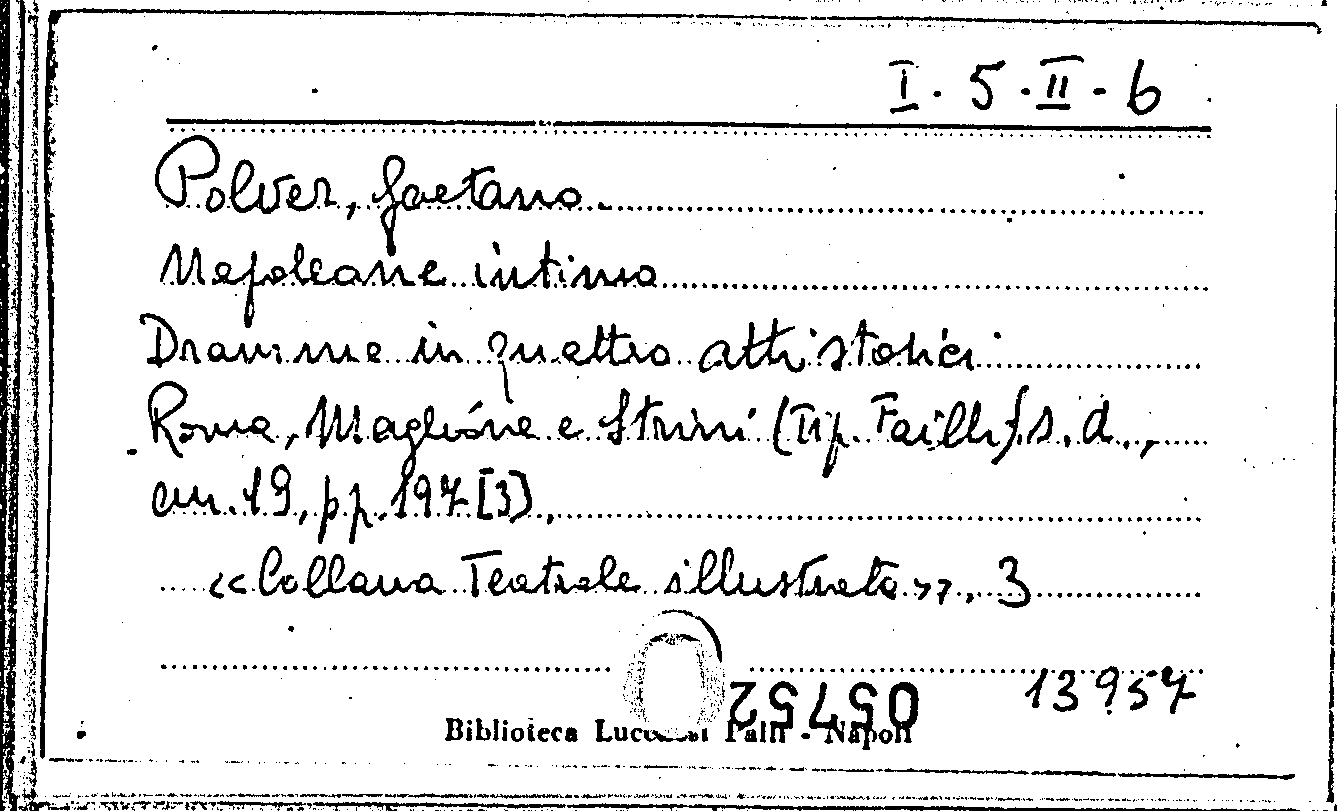 I. 5. II - 6
Polver, Gaetano.
Napoleone intimo
Dramma in quattro atti storici
Roma, Maglione e Strini (Tip. Failli) s. d.,
cm. 19, pp. 197 [3].
«Collana Teatrale illustrata», 3
13957
05752
Biblioteca Lucchesi Palli - Napoli